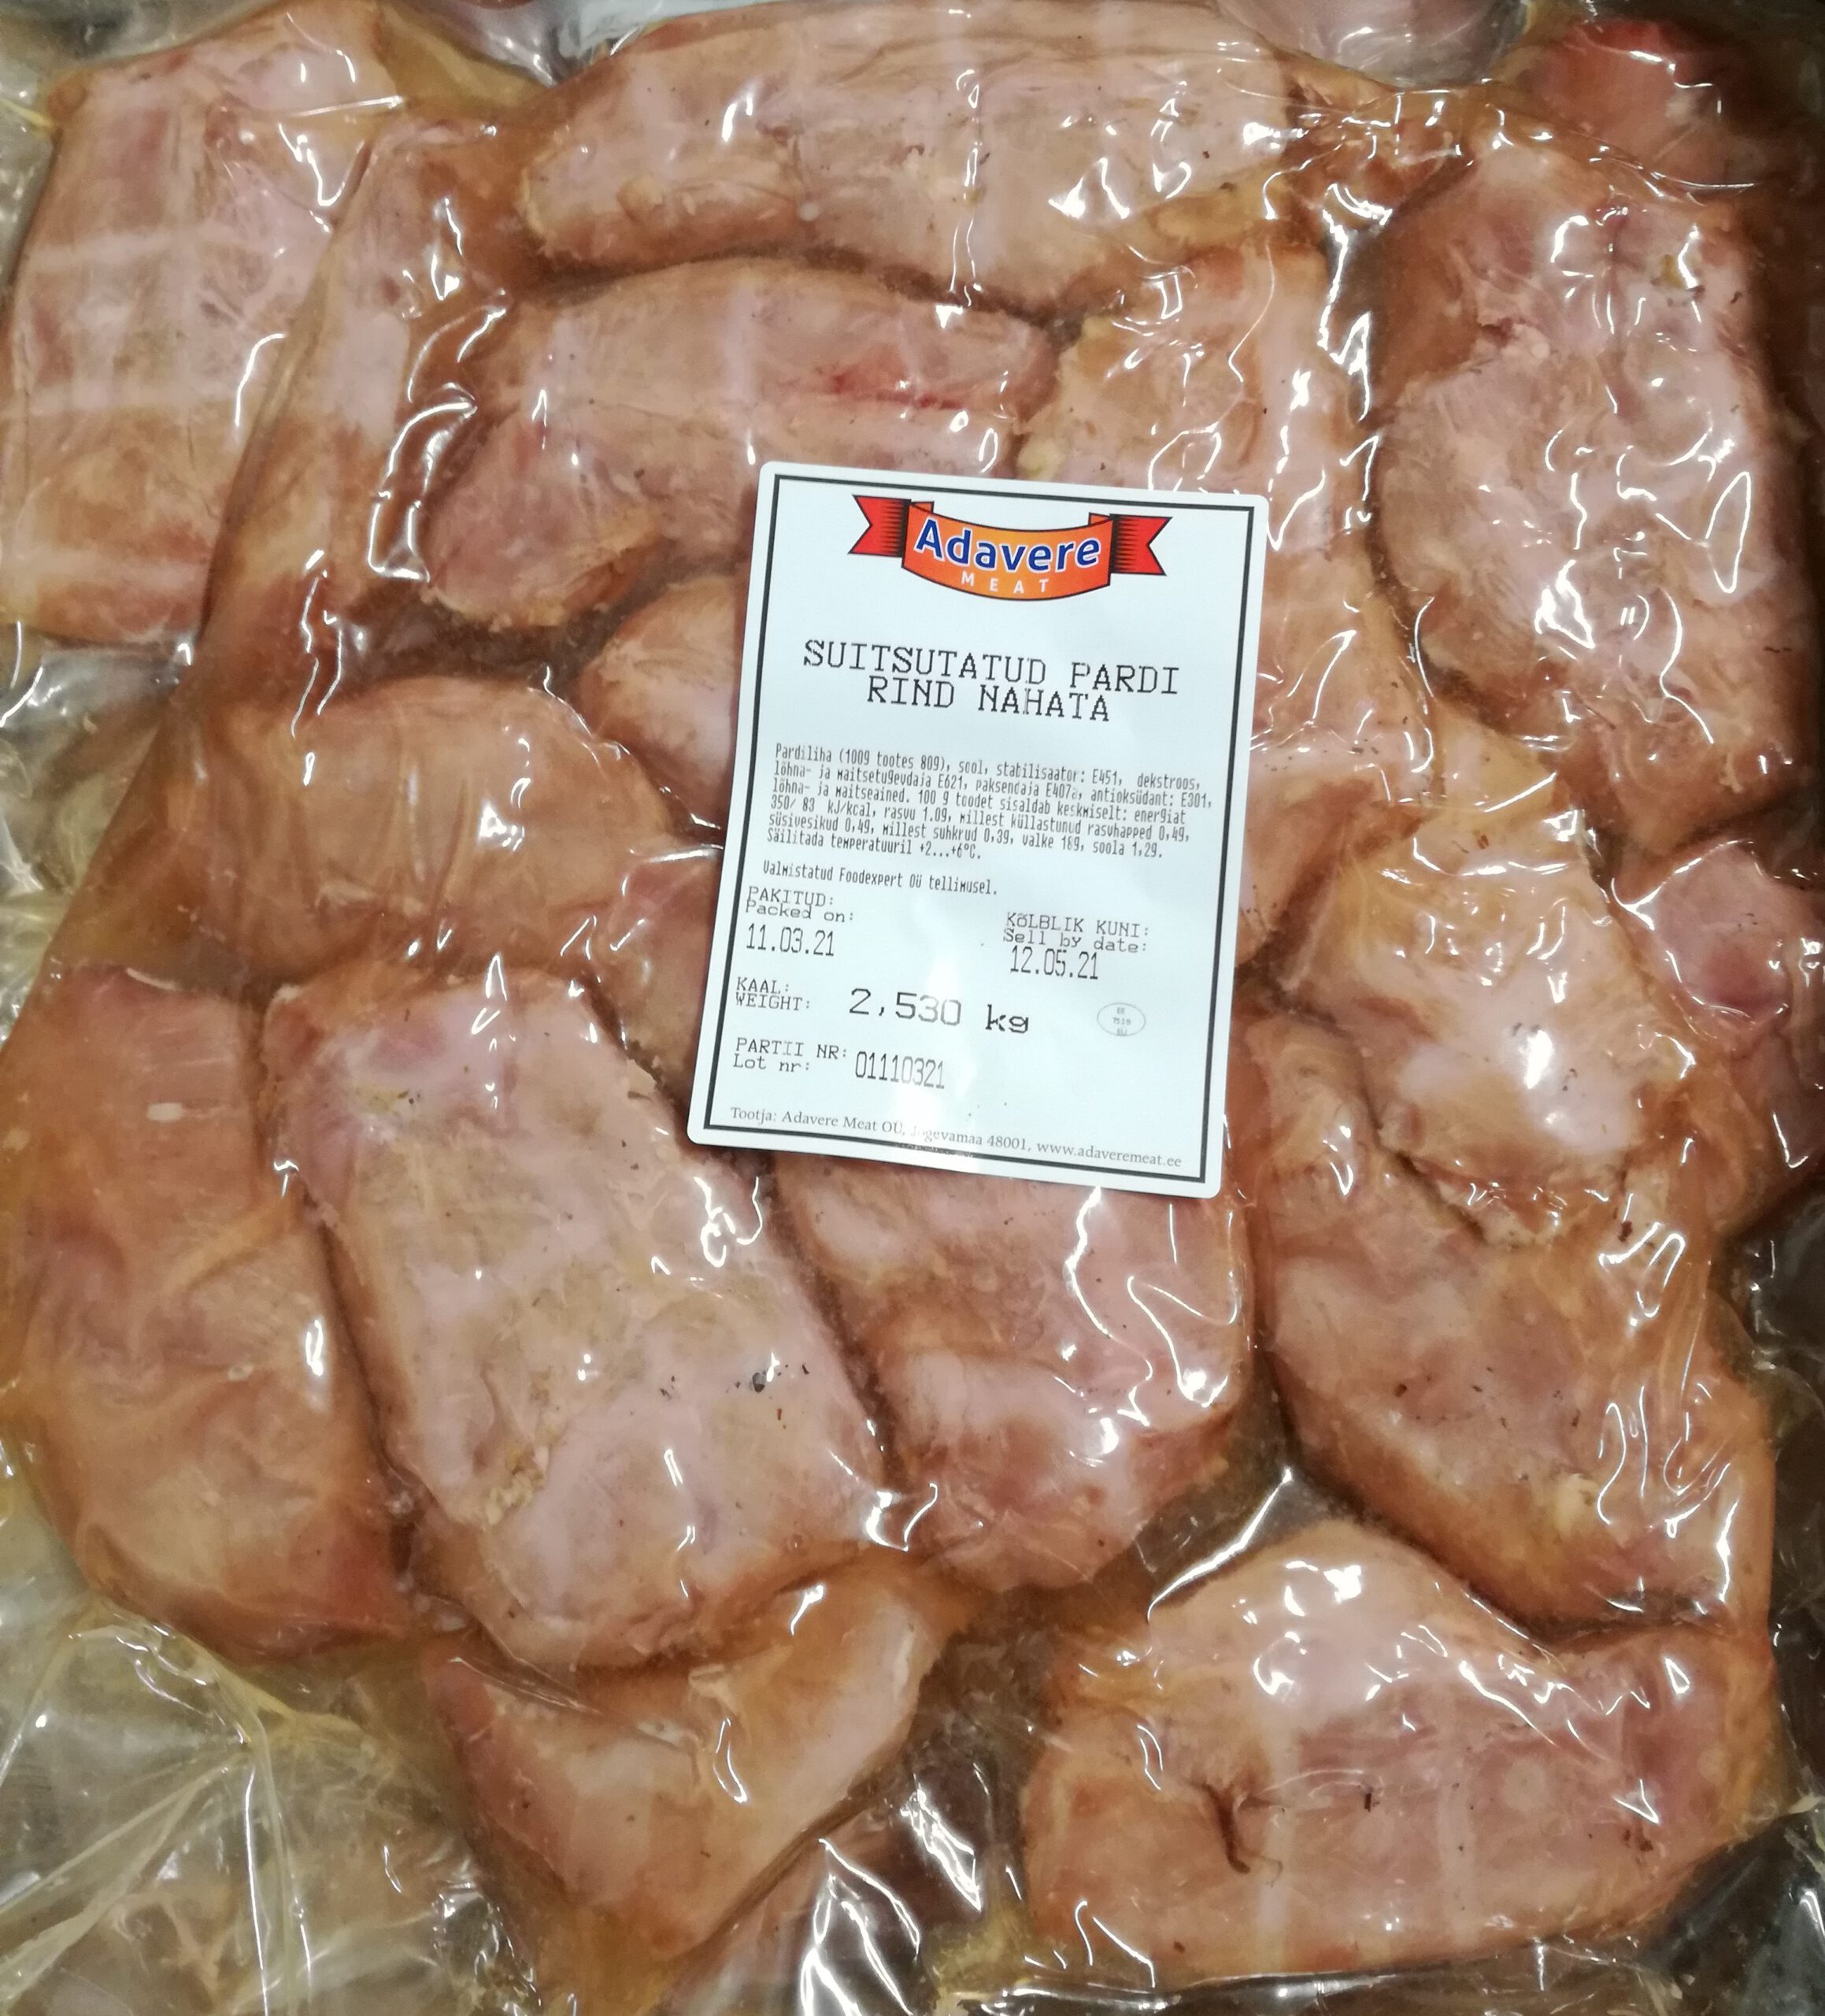 Adavere
MEAT
SUITSUTATUD PARDI
RIND NAHATA
Pardiliha (100g tootes 80g), sool, stabilisaator: E451, dekstroos,
lõhna- ja maitsetugevdaja E621, paksendaja E407a, antioksüdant: E301,
lõhna- ja maitseained. 100 g toodet sisaldab keskmiselt: energiat
350/ 83 kJ/kcal, rasvu 1.0g, millest küllastunud rasvhapped 0,4g,
süsivesikud 0,4g, millest suhkrud 0,3g, valke 18g, soola 1,2g.
Säilitada temperatuuril +2...+6°C.
Valmistatud Foodexpert OÜ tellimusel.
PAKITUD:
Packed on:
11.03.21
KÕLBLIK KUNI:
Sell by date:
12.05.21
KAAL:
WEIGHT:
2,530 kg
PARTII NR:
Lot nr:
01110321
Tootja: Adavere Meat OÜ, Jõgevamaa 48001, www.adaveremeat.ee